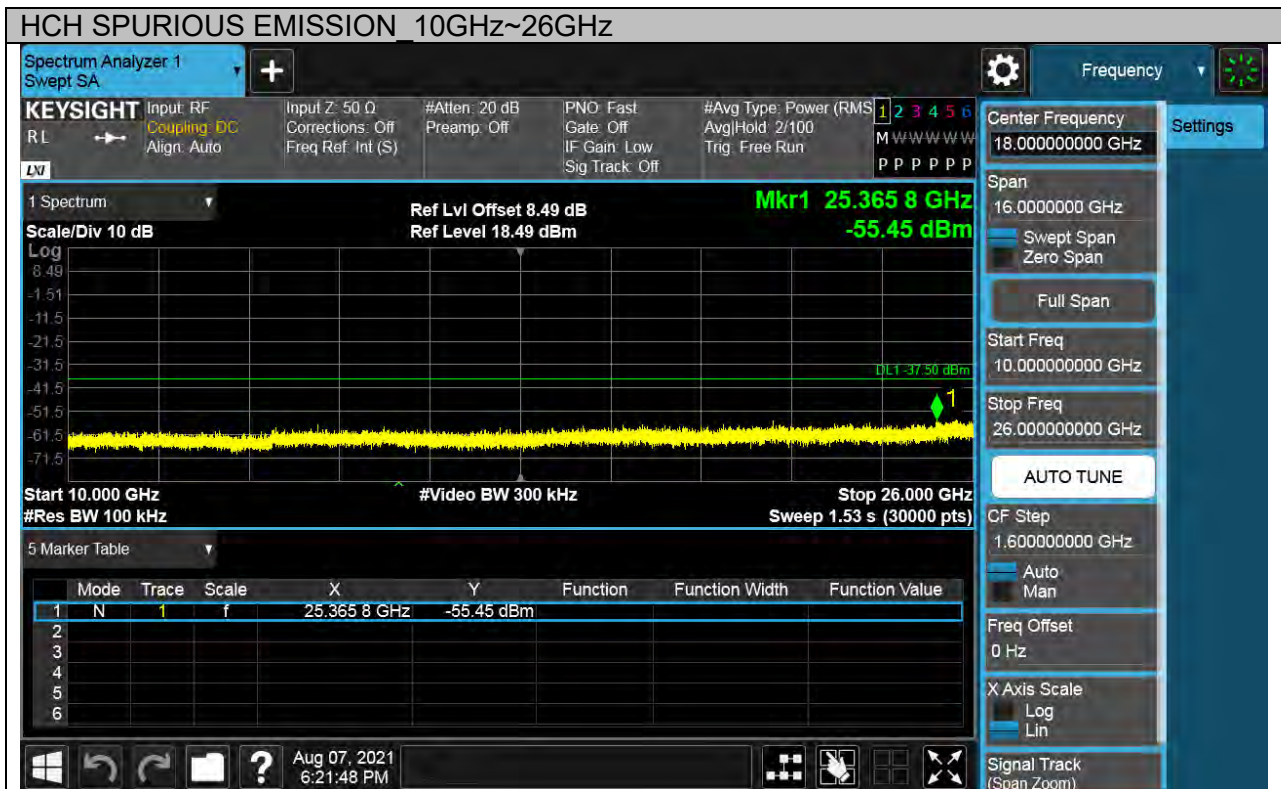 HCH SPURIOUS EMISSION_10GHz~26GHz
Spectrum Analyzer 1
Swept SA
+
Frequency
KEYSIGHT
Input: RF
Coupling: DC
Align: Auto
RL
LXI
Input Z: 50 Ω
Corrections: Off
Freq Ref: Int (S)
#Atten: 20 dB
Preamp: Off
PNO: Fast
Gate: Off
IF Gain: Low
Sig Track: Off
#Avg Type: Power (RMS
Avg|Hold: 2/100
Trig: Free Run
1 2 3 4 5 6
M W W W W W
P P P P P P
Settings
1 Spectrum
Scale/Div 10 dB
Ref Lvl Offset 8.49 dB
Ref Level 18.49 dBm
Mkr1 25.365 8 GHz
-55.45 dBm
Log
8.49
-1.51
-11.5
-21.5
-31.5
-41.5
-51.5
-61.5
-71.5
DL1 -37.50 dBm
1
Start 10.000 GHz
#Video BW 300 kHz
Stop 26.000 GHz
#Res BW 100 kHz
Sweep 1.53 s (30000 pts)
5 Marker Table
Mode Trace Scale X Y Function Function Width Function Value
1 N 1 f 25.365 8 GHz -55.45 dBm
2
3
4
5
6
?
Aug 07, 2021
6:21:48 PM
Center Frequency
18.000000000 GHz
Span
16.0000000 GHz
Swept Span
Zero Span
Full Span
Start Freq
10.000000000 GHz
Stop Freq
26.000000000 GHz
AUTO TUNE
CF Step
1.600000000 GHz
Auto
Man
Freq Offset
0 Hz
X Axis Scale
Log
Lin
Signal Track
(Span Zoom)